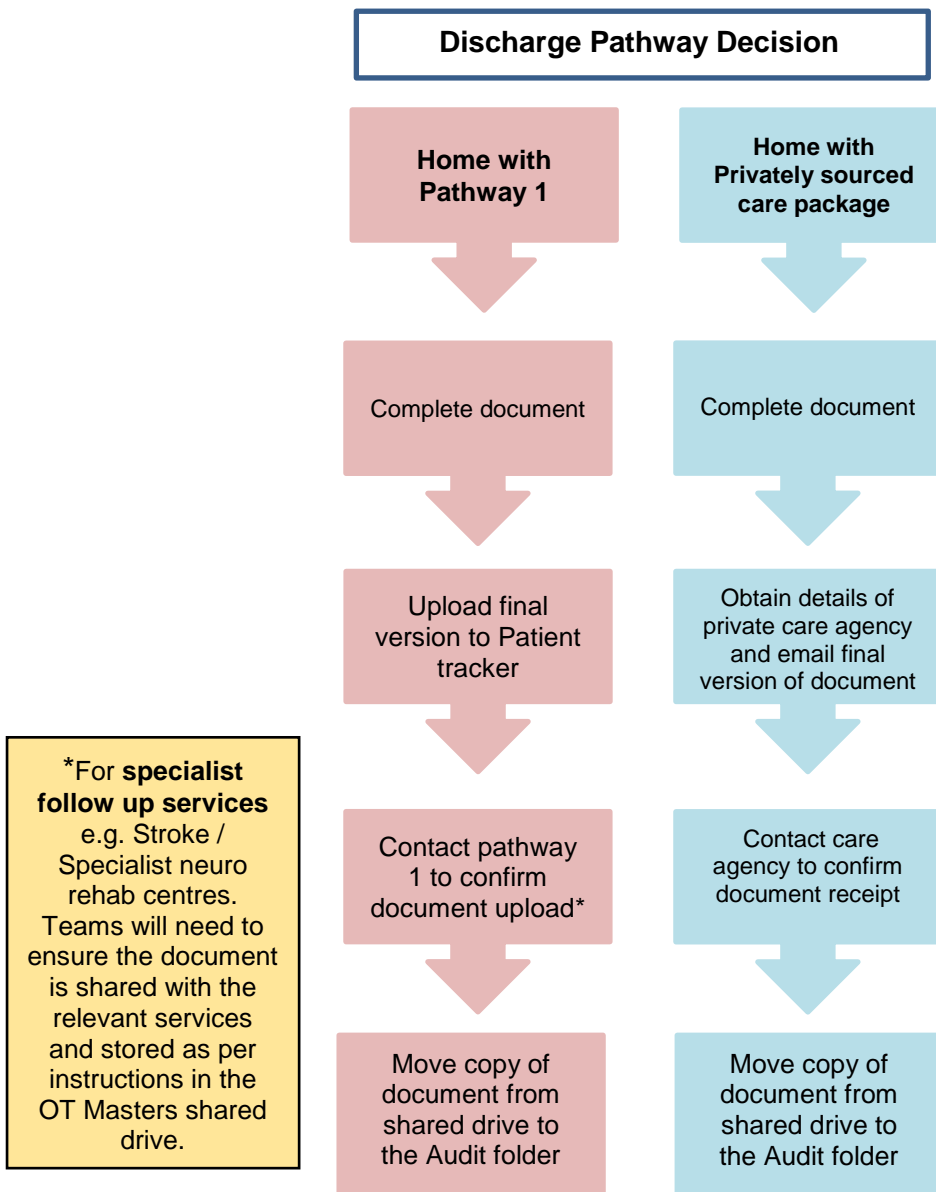 Discharge Pathway Decision
Home with
Pathway 1
Complete document
Upload final
version to Patient
tracker
Contact pathway
1 to confirm
document upload*
Move copy of
document from
shared drive to
the Audit folder
Home with
Privately sourced
care package
Complete document
Obtain details of
private care agency
and email final
version of document
Contact care
agency to confirm
document receipt
Move copy of
document from
shared drive to
the Audit folder
*For specialist
follow up services
e.g. Stroke /
Specialist neuro
rehab centres.
Teams will need to
ensure the document
is shared with the
relevant services
and stored as per
instructions in the
OT Masters shared
drive.